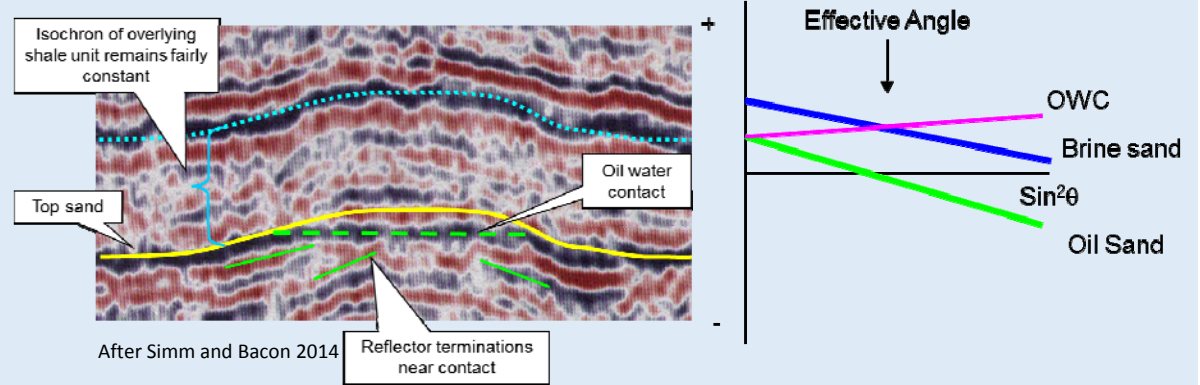 Isochron of overlying
shale unit remains fairly
constant
Top sand
Oil water
contact
Reflector terminations
near contact
After Simm and Bacon 2014
+
-
Effective Angle
OWC
Brine sand
Sin²θ
Oil Sand